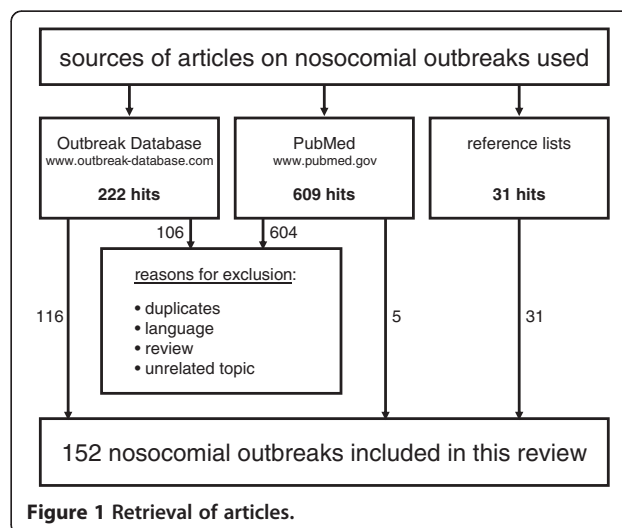 sources of articles on nosocomial outbreaks used
Outbreak Database
www.outbreak-database.com
222 hits
PubMed
www.pubmed.gov
609 hits
reference lists
31 hits
106
604
reasons for exclusion:
• duplicates
• language
• review
• unrelated topic
116
5
31
152 nosocomial outbreaks included in this review
Figure 1 Retrieval of articles.